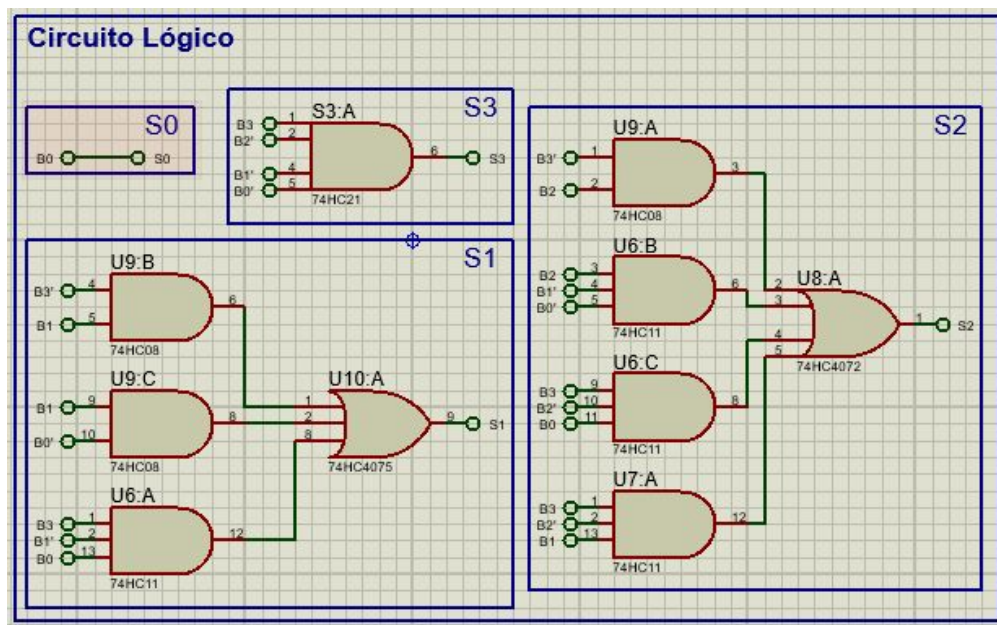 Circuito Lógico
S0
B0 S0
S3
S3:A
B3 1
B2' 2
B1' 4
B0' 5
6 S3
74HC21
S1
U9:B
B3' 4
B1 5
6
74HC08
U9:C
B1 9
B0' 10
8
74HC08
U6:A
B3 1
B1' 2
B0 13
12
74HC11
U10:A
1
2
8
9 S1
74HC4075
S2
U9:A
B3' 1
B2 2
3
74HC08
U6:B
B2 3
B1' 4
B0' 5
6
74HC11
U6:C
B3 9
B2' 10
B0 11
8
74HC11
U7:A
B3 1
B2' 2
B1 13
12
74HC11
U8:A
2
3
4
5
1 S2
74HC4072